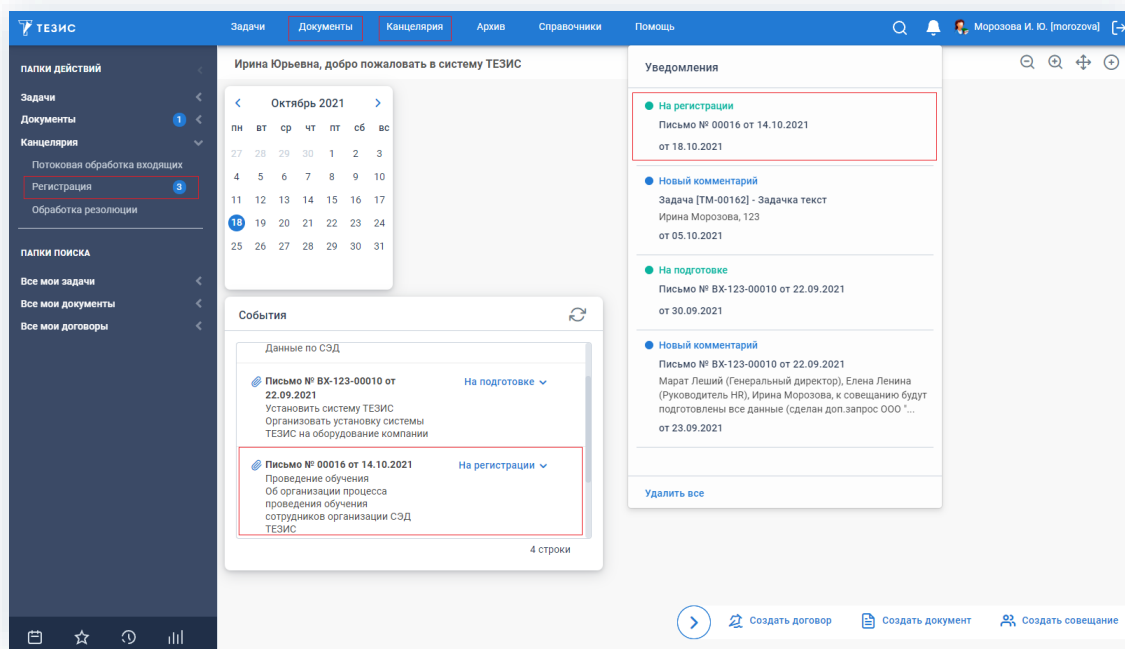 ТЕЗИС
Задачи
Документы
Канцелярия
Архив
Справочники
Помощь
Морозова И. Ю. [morozova]
ПАПКИ ДЕЙСТВИЙ
Задачи
Документы 1
Канцелярия
Потоковая обработка входящих
Регистрация 3
Обработка резолюции
ПАПКИ ПОИСКА
Все мои задачи
Все мои документы
Все мои договоры
Ирина Юрьевна, добро пожаловать в систему ТЕЗИС
Октябрь 2021
пн вт ср чт пт сб вс
27 28 29 30 1 2 3
4 5 6 7 8 9 10
11 12 13 14 15 16 17
18 19 20 21 22 23 24
25 26 27 28 29 30 31
События
Данные по СЭД
Письмо № ВХ-123-00010 от
22.09.2021
На подготовке
Установить систему ТЕЗИС
Организовать установку системы
ТЕЗИС на оборудование компании
Письмо № 00016 от 14.10.2021
На регистрации
Проведение обучения
Об организации процесса
проведения обучения
сотрудников организации СЭД
ТЕЗИС
4 строки
Уведомления
На регистрации
Письмо № 00016 от 14.10.2021
от 18.10.2021
Новый комментарий
Задача [ТМ-00162] - Задачка текст
Ирина Морозова, 123
от 05.10.2021
На подготовке
Письмо № ВХ-123-00010 от 22.09.2021
от 30.09.2021
Новый комментарий
Письмо № ВХ-123-00010 от 22.09.2021
Марат Леший (Генеральный директор), Елена Ленина
(Руководитель HR), Ирина Морозова, к совещанию будут
подготовлены все данные (сделан доп.запрос ООО "...
от 23.09.2021
Удалить все
Создать договор
Создать документ
Создать совещание